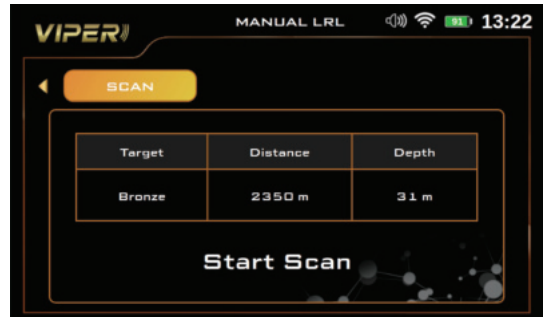 VIPER
MANUAL LRL 91 13:22
SCAN
Target Distance Depth
Bronze 2350 m 31 m
Start Scan